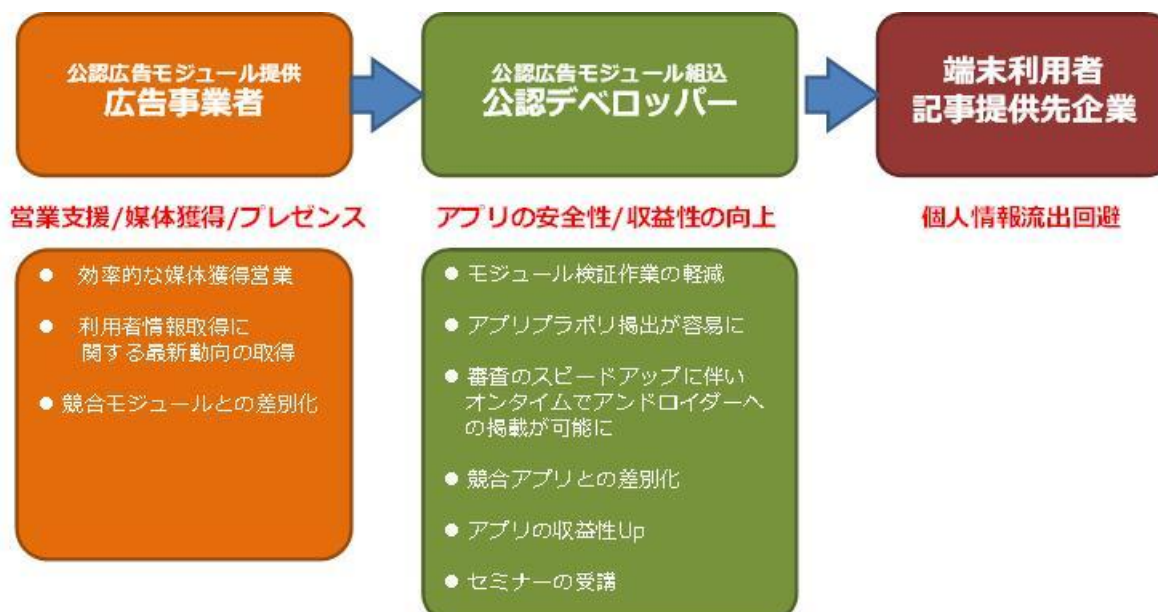 公認広告モジュール提供
広告事業者
公認広告モジュール組込
公認デベロッパー
端末利用者
記事提供先企業
営業支援/媒体獲得/プレゼンス
アプリの安全性/収益性の向上
個人情報流出回避
● 効率的な媒体獲得営業
● 利用者情報取得に
関する最新動向の取得
● 競合モジュールとの差別化
● モジュール検証作業の軽減
● アプリプラポリ掲出が容易に
● 審査のスピードアップに伴い
オンタイムでアンドロイダーへ
の掲載が可能に
● 競合アプリとの差別化
● アプリの収益性Up
● セミナーの受講